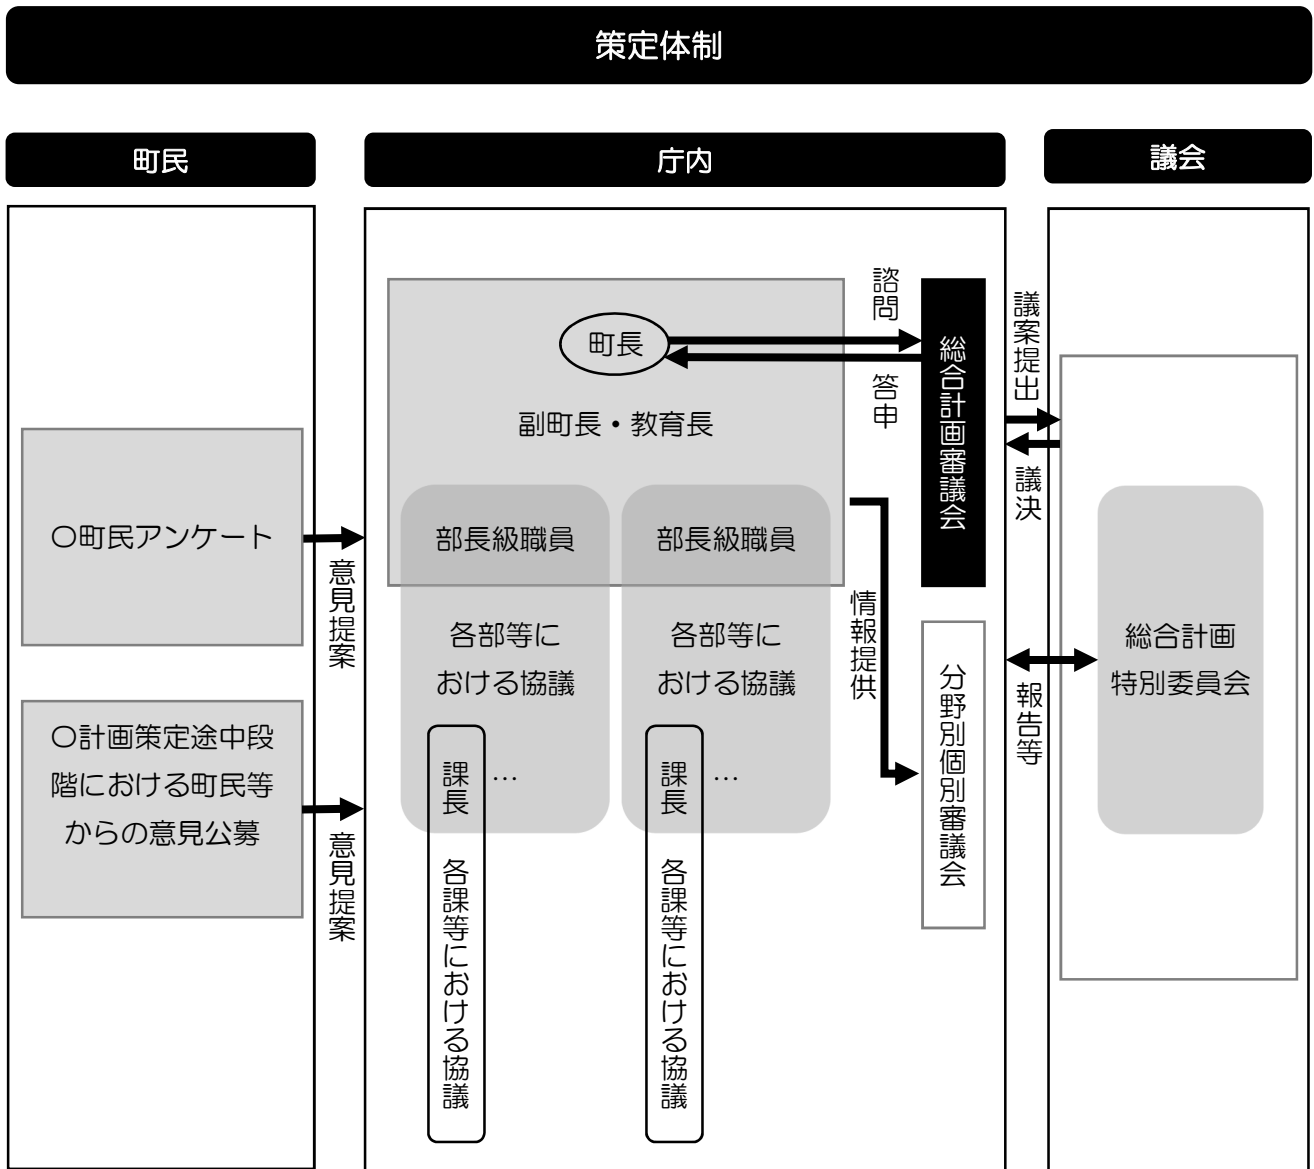 策定体制
町民
庁内
議会
〇町民アンケート
意見提案
〇計画策定途中段
階における町民等
からの意見公募
意見提案
町長
副町長・教育長
諮問
答申
総合計画審議会
部長級職員
部長級職員
各部等に
おける協議
各部等に
おける協議
課長
…
課長
…
各課等における協議
各課等における協議
情報提供
分野別個別審議会
議案提出
議決
報告等
総合計画
特別委員会